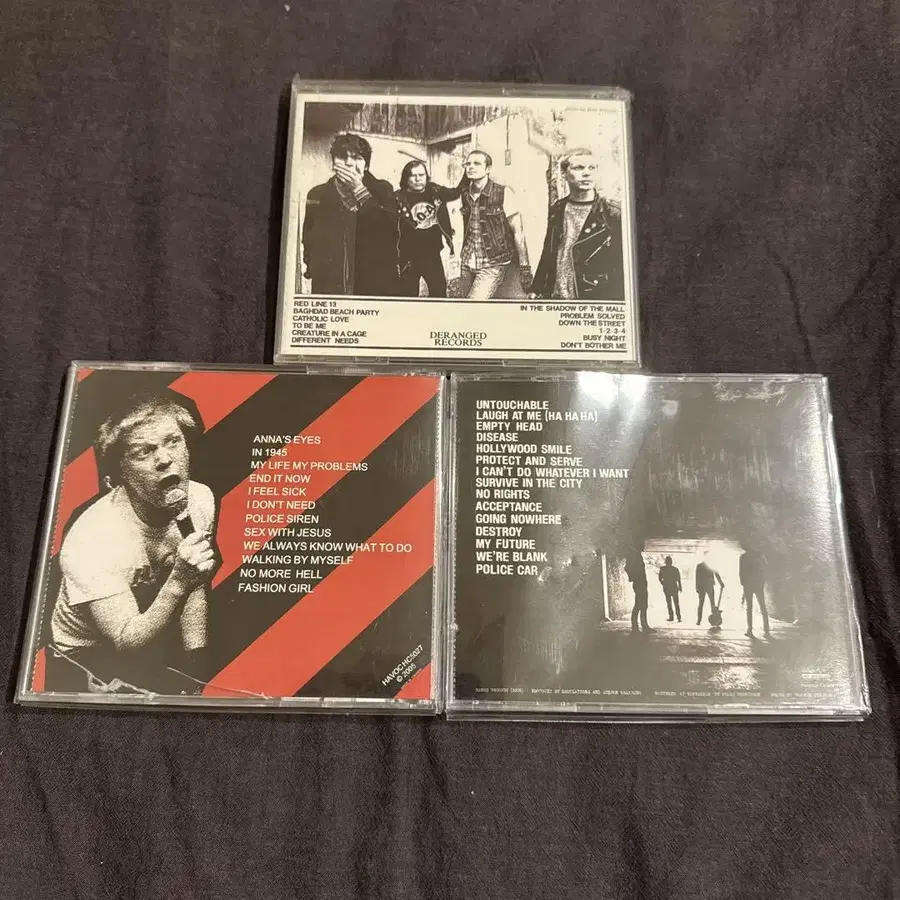 RED LINE 13
BAGHDAD BEACH PARTY
CATHOLIC LOVE
TO BE ME
CREATURE IN A CAGE
DIFFERENT NEEDS
DERANGED
RECORDS
IN THE SHADOW OF THE MALL
PROBLEM SOLVED
DOWN THE STREET
1-2-3-4
BUSY NIGHT
DON'T BOTHER ME
ANNA'S EYES
IN 1945
MY LIFE MY PROBLEMS
END IT NOW
I FEEL SICK
I DON'T NEED
POLICE SIREN
SEX WITH JESUS
WE ALWAYS KNOW WHAT TO DO
WALKING BY MYSELF
NO MORE HELL
FASHION GIRL
HAVOC HC5027
© 2005
UNTOUCHABLE
LAUGH AT ME (HA HA HA)
EMPTY HEAD
DISEASE
HOLLYWOOD SMILE
PROTECT AND SERVE
I CAN'T DO WHATEVER I WANT
SURVIVE IN THE CITY
NO RIGHTS
ACCEPTANCE
GOING NOWHERE
DESTROY
MY FUTURE
WE'RE BLANK
POLICE CAR